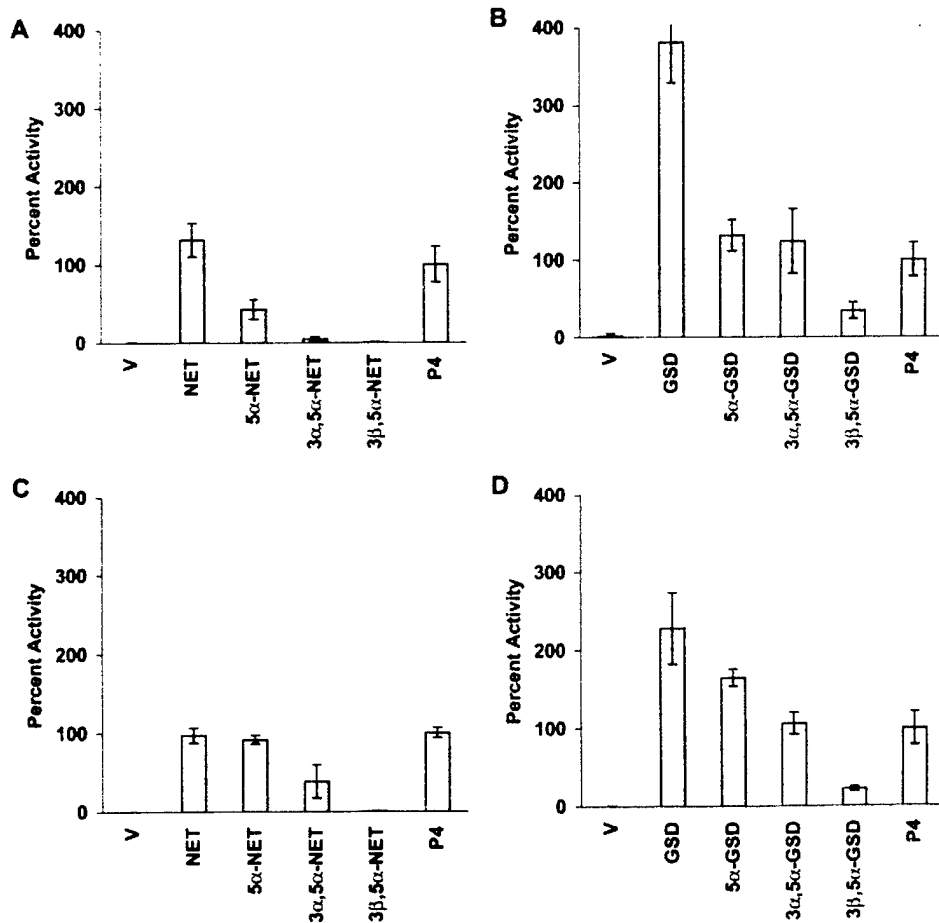 A
Percent Activity
400
300
200
100
0
V
NET
5α-NET
3α,5α-NET
3β,5α-NET
P4
B
Percent Activity
400
300
200
100
0
V
GSD
5α-GSD
3α,5α-GSD
3β,5α-GSD
P4
C
Percent Activity
400
300
200
100
0
V
NET
5α-NET
3α,5α-NET
3β,5α-NET
P4
D
Percent Activity
400
300
200
100
0
V
GSD
5α-GSD
3α,5α-GSD
3β,5α-GSD
P4